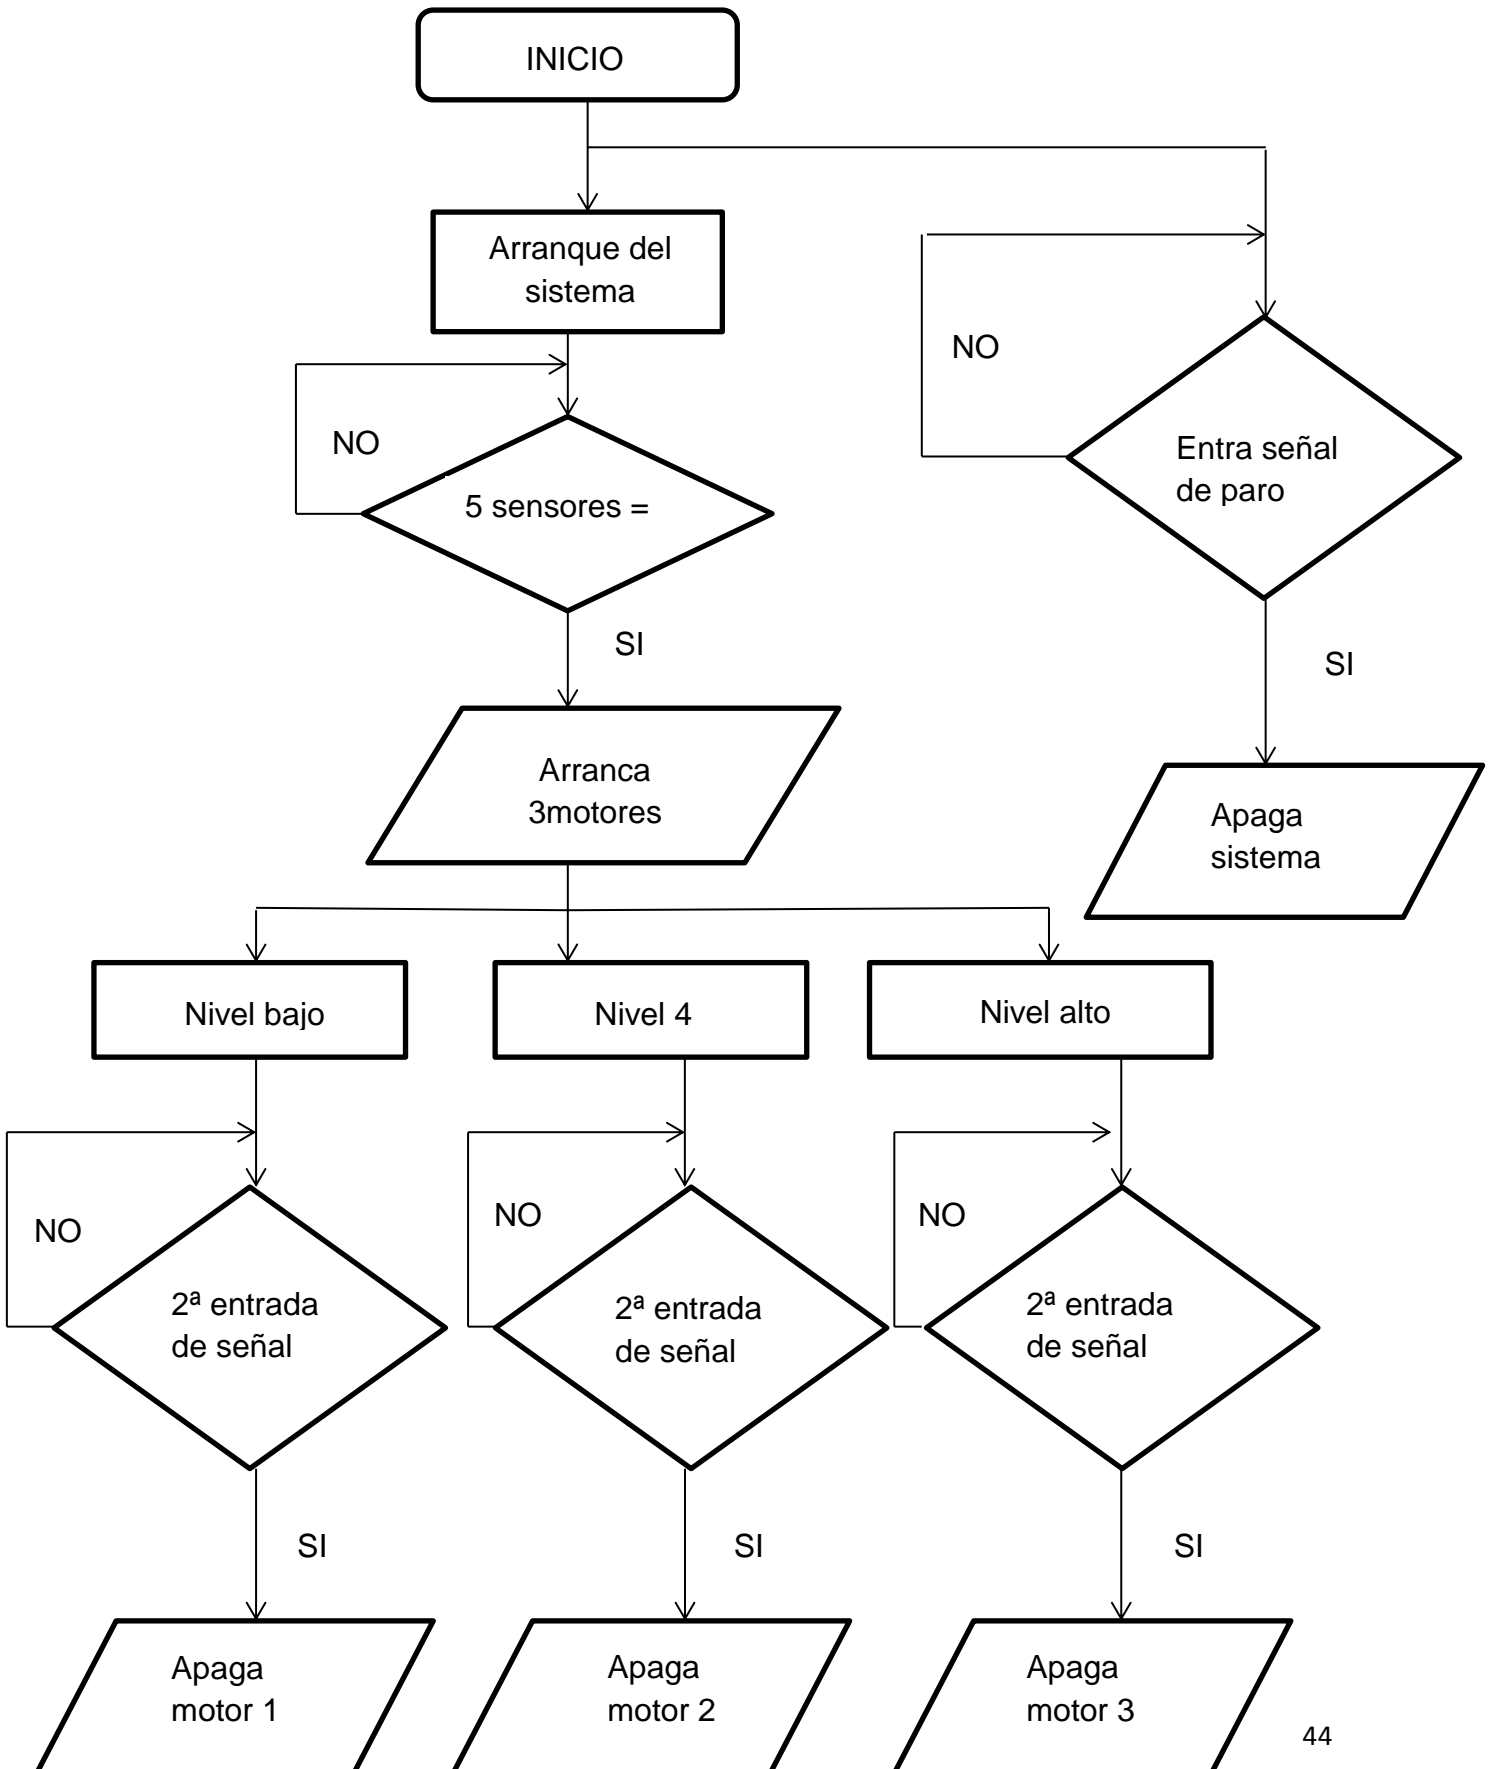 INICIO
Arranque del
sistema
NO
NO
Entra señal
de paro
5 sensores =
SI
SI
Arranca
3motores
Apaga
sistema
Nivel bajo
Nivel 4
Nivel alto
NO
NO
NO
2ª entrada
de señal
2ª entrada
de señal
2ª entrada
de señal
SI
SI
SI
Apaga
motor 1
Apaga
motor 2
Apaga
motor 3
44